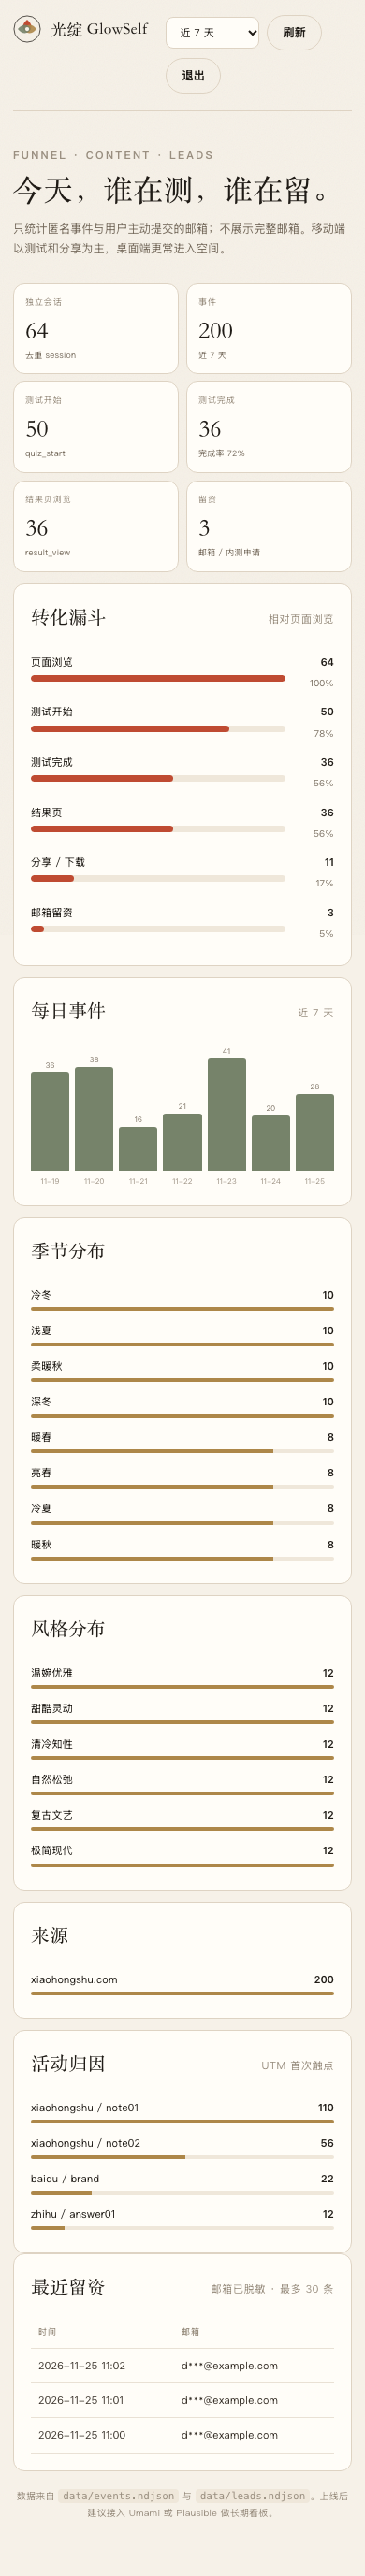 光绽 GlowSelf
近 7 天
刷新
退出
FUNNEL · CONTENT · LEADS
今天，谁在测，谁在留。
只统计匿名事件与用户主动提交的邮箱；不展示完整邮箱。移动端
以测试和分享为主，桌面端更常进入空间。
独立会话
64
去重 session
事件
200
近 7 天
测试开始
50
quiz_start
测试完成
36
完成率 72%
结果页浏览
36
result_view
留资
3
邮箱 / 内测申请
转化漏斗
相对页面浏览
页面浏览 64
100%
测试开始 50
78%
测试完成 36
56%
结果页 36
56%
分享 / 下载 11
17%
邮箱留资 3
5%
每日事件
近 7 天
36 38 16 21 41 20 28
11-19 11-20 11-21 11-22 11-23 11-24 11-25
季节分布
冷冬 10
浅夏 10
柔暖秋 10
深冬 10
暖春 8
亮春 8
冷夏 8
暖秋 8
风格分布
温婉优雅 12
甜酷灵动 12
清冷知性 12
自然松弛 12
复古文艺 12
极简现代 12
来源
xiaohongshu.com 200
活动归因
UTM 首次触点
xiaohongshu / note01 110
xiaohongshu / note02 56
baidu / brand 22
zhihu / answer01 12
最近留资
邮箱已脱敏 · 最多 30 条
时间 邮箱
2026-11-25 11:02 d***@example.com
2026-11-25 11:01 d***@example.com
2026-11-25 11:00 d***@example.com
数据来自 data/events.ndjson 与 data/leads.ndjson。上线后
建议接入 Umami 或 Plausible 做长期看板。